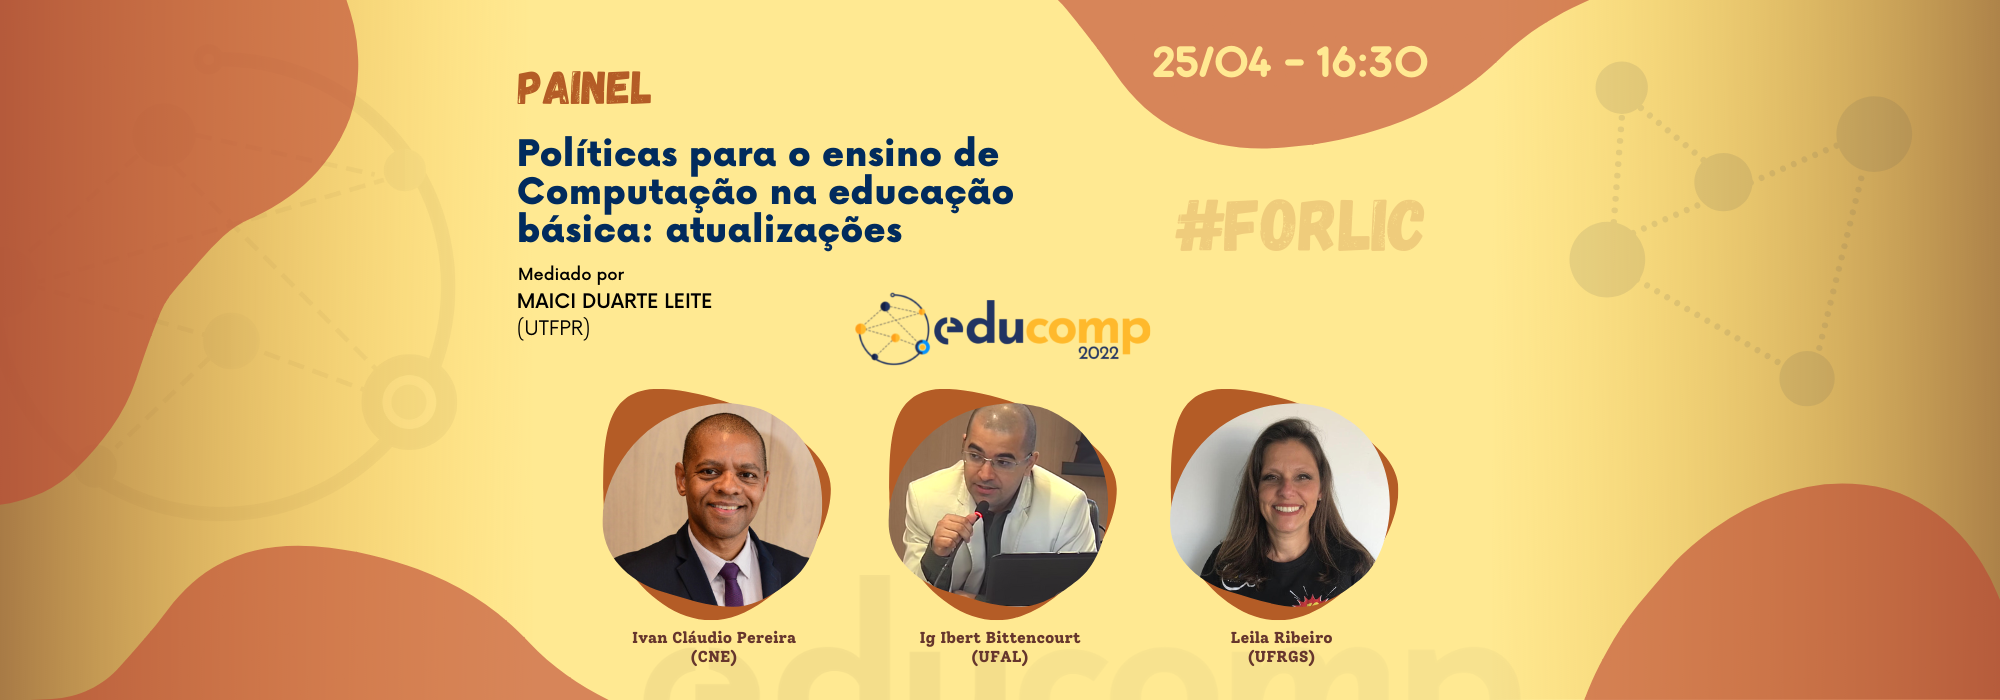 25/04 - 16:30
PAINEL
Políticas para o ensino de
Computação na educação
básica: atualizações
#FORLIC
Mediado por
MAICI DUARTE LEITE
(UTFPR)
educomp
2022
Ivan Cláudio Pereira
(CNE)
Ig Ibert Bittencourt
(UFAL)
Leila Ribeiro
(UFRGS)
educomp